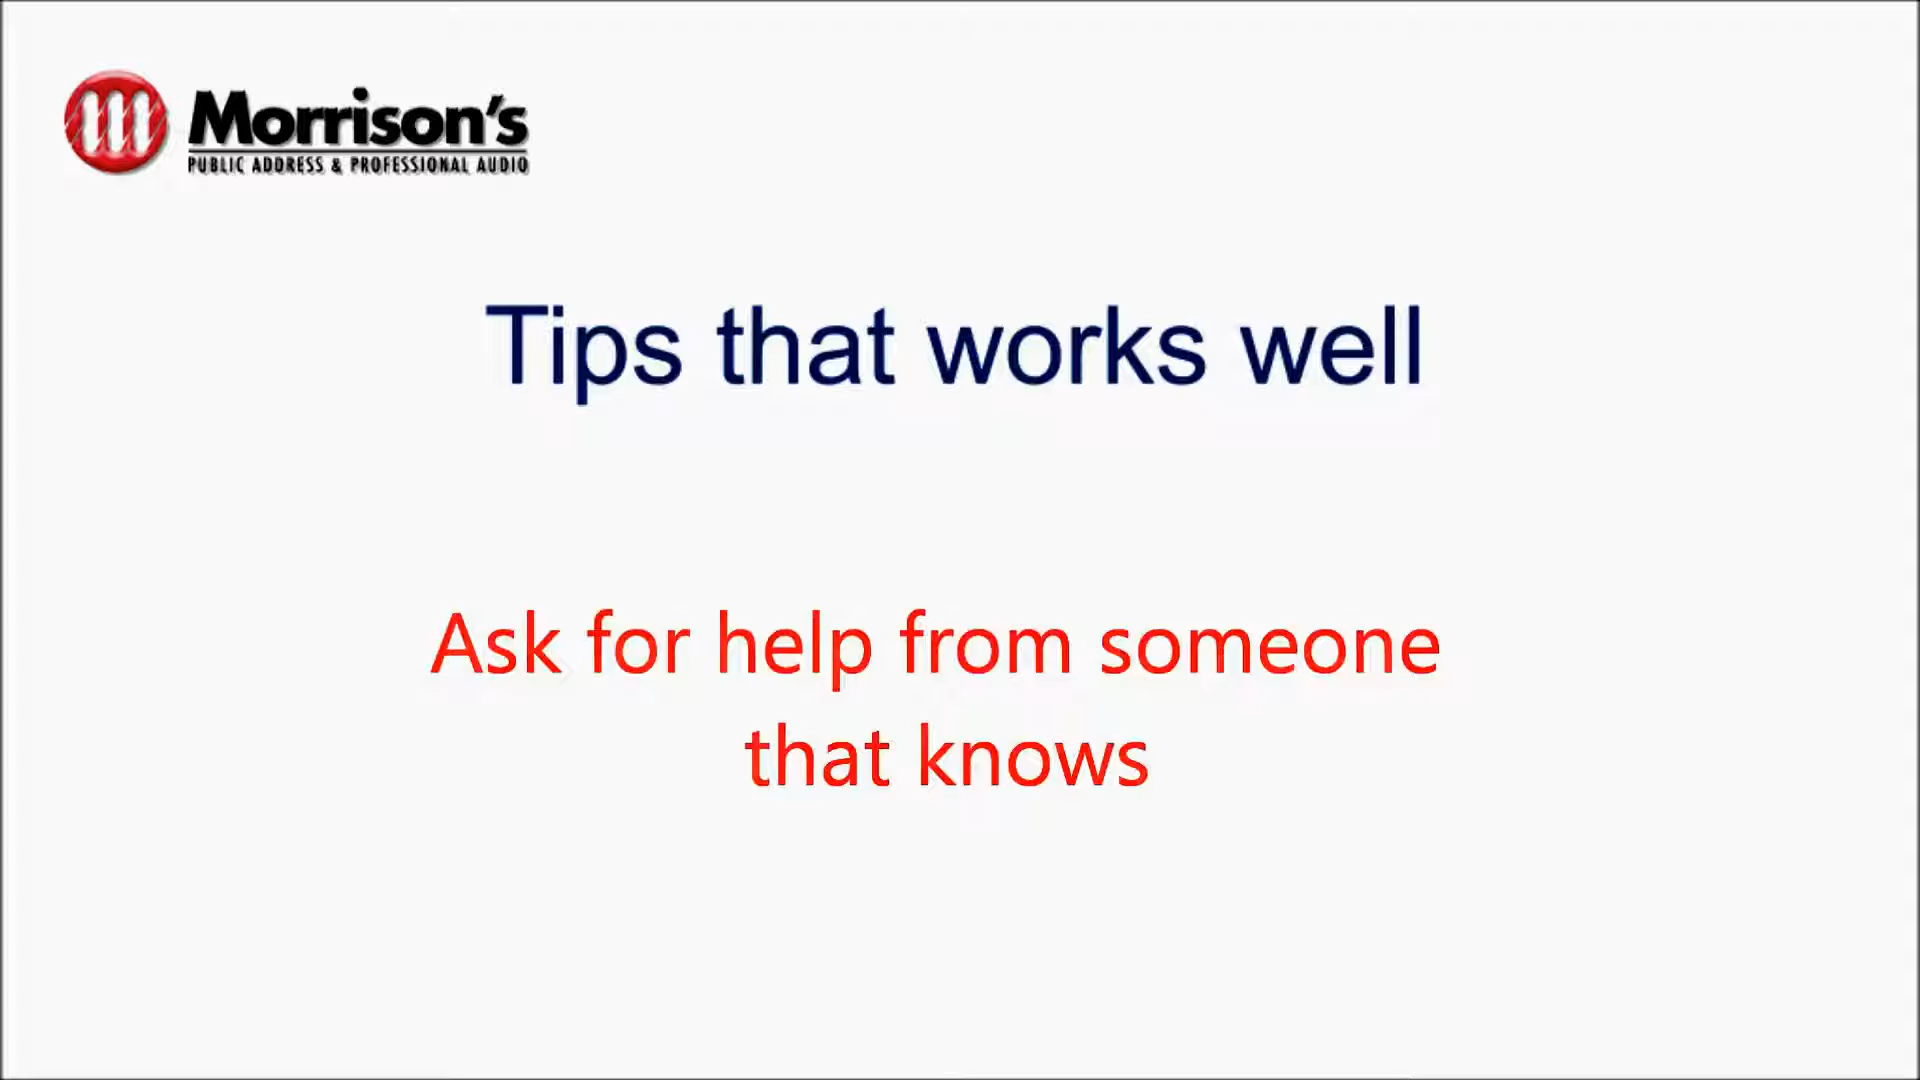 Morrison's
PUBLIC ADDRESS & PROFESSIONAL AUDIO
Tips that works well
Ask for help from someone
that knows